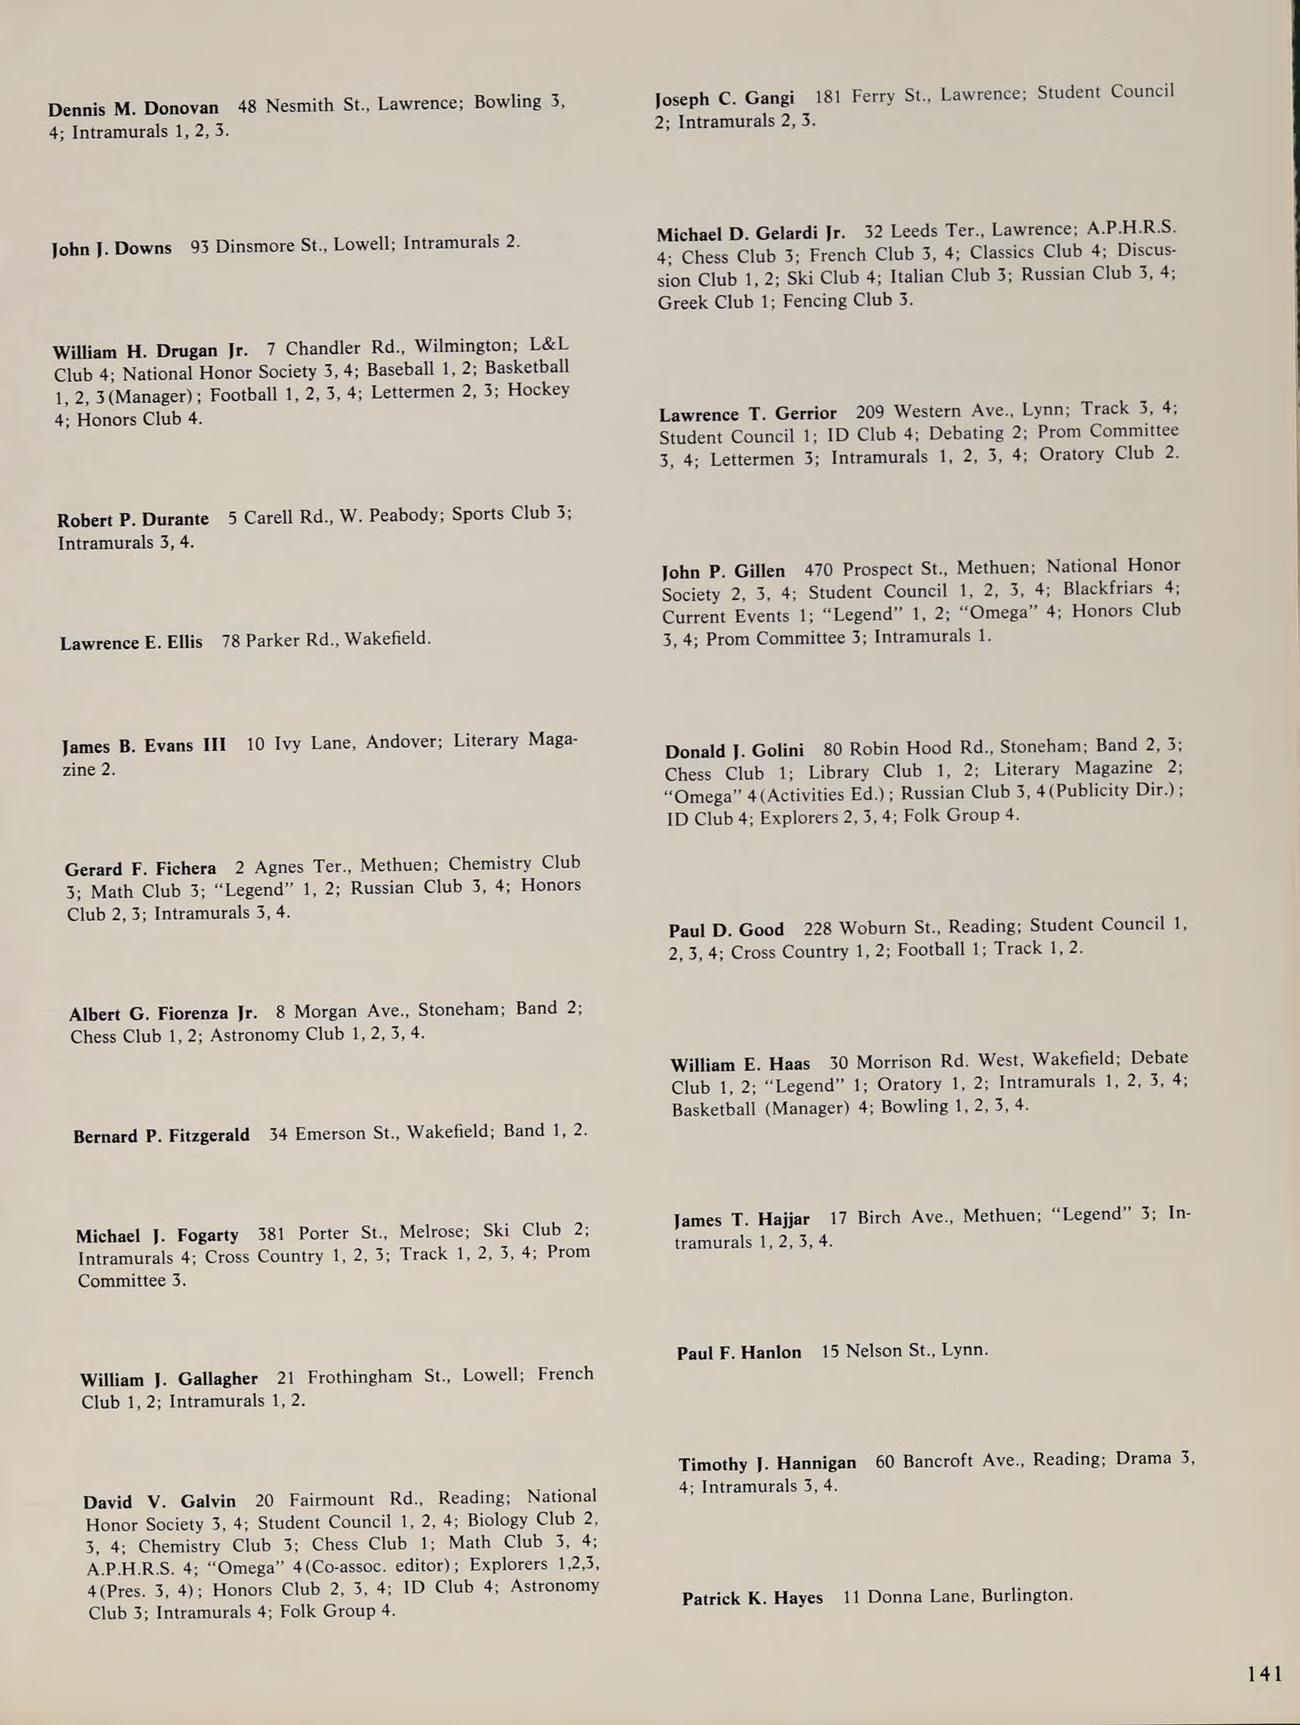 Dennis M. Donovan 48 Nesmith St., Lawrence; Bowling 3,
4; Intramurals 1, 2, 3.
John J. Downs 93 Dinsmore St., Lowell; Intramurals 2.
William H. Drugan Jr. 7 Chandler Rd., Wilmington; L&L
Club 4; National Honor Society 3, 4; Baseball 1, 2; Basketball
1, 2, 3(Manager); Football 1, 2, 3, 4; Lettermen 2, 3; Hockey
4; Honors Club 4.
Robert P. Durante 5 Carell Rd., W. Peabody; Sports Club 3;
Intramurals 3, 4.
Lawrence E. Ellis 78 Parker Rd., Wakefield.
James B. Evans III 10 Ivy Lane, Andover; Literary Maga-
zine 2.
Gerard F. Fichera 2 Agnes Ter., Methuen; Chemistry Club
3; Math Club 3; "Legend" 1, 2; Russian Club 3, 4; Honors
Club 2, 3; Intramurals 3, 4.
Albert G. Fiorenza Jr. 8 Morgan Ave., Stoneham; Band 2;
Chess Club 1, 2; Astronomy Club 1, 2, 3, 4.
Bernard P. Fitzgerald 34 Emerson St., Wakefield; Band 1, 2.
Michael J. Fogarty 381 Porter St., Melrose; Ski Club 2;
Intramurals 4; Cross Country 1, 2, 3; Track 1, 2, 3, 4; Prom
Committee 3.
William J. Gallagher 21 Frothingham St., Lowell; French
Club 1, 2; Intramurals 1, 2.
David V. Galvin 20 Fairmount Rd., Reading; National
Honor Society 3, 4; Student Council 1, 2, 4; Biology Club 2,
3, 4; Chemistry Club 3; Chess Club 1; Math Club 3, 4;
A.P.H.R.S. 4; "Omega" 4(Co-assoc. editor); Explorers 1,2,3,
4(Pres. 3, 4); Honors Club 2, 3, 4; ID Club 4; Astronomy
Club 3; Intramurals 4; Folk Group 4.
Joseph C. Gangi 181 Ferry St., Lawrence; Student Council
2; Intramurals 2, 3.
Michael D. Gelardi Jr. 32 Leeds Ter., Lawrence; A.P.H.R.S.
4; Chess Club 3; French Club 3, 4; Classics Club 4; Discus-
sion Club 1, 2; Ski Club 4; Italian Club 3; Russian Club 3, 4;
Greek Club 1; Fencing Club 3.
Lawrence T. Gerrior 209 Western Ave., Lynn; Track 3, 4;
Student Council 1; ID Club 4; Debating 2; Prom Committee
3, 4; Lettermen 3; Intramurals 1, 2, 3, 4; Oratory Club 2.
John P. Gillen 470 Prospect St., Methuen; National Honor
Society 2, 3, 4; Student Council 1, 2, 3, 4; Blackfriars 4;
Current Events 1; "Legend" 1, 2; "Omega" 4; Honors Club
3, 4; Prom Committee 3; Intramurals 1.
Donald J. Golini 80 Robin Hood Rd., Stoneham; Band 2, 3;
Chess Club 1; Library Club 1, 2; Literary Magazine 2;
"Omega" 4(Activities Ed.); Russian Club 3, 4(Publicity Dir.);
ID Club 4; Explorers 2, 3, 4; Folk Group 4.
Paul D. Good 228 Woburn St., Reading; Student Council 1,
2, 3, 4; Cross Country 1, 2; Football 1; Track 1, 2.
William E. Haas 30 Morrison Rd. West, Wakefield; Debate
Club 1, 2; "Legend" 1; Oratory 1, 2; Intramurals 1, 2, 3, 4;
Basketball (Manager) 4; Bowling 1, 2, 3, 4.
James T. Hajjar 17 Birch Ave., Methuen; "Legend" 3; In-
tramurals 1, 2, 3, 4.
Paul F. Hanlon 15 Nelson St., Lynn.
Timothy J. Hannigan 60 Bancroft Ave., Reading; Drama 3,
4; Intramurals 3, 4.
Patrick K. Hayes 11 Donna Lane, Burlington.
141